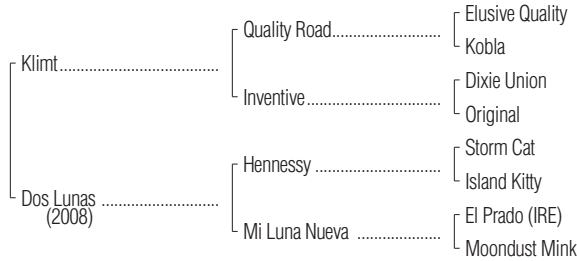 Elusive Quality
Quality Road
Kobla
Klimt
Dixie Union
Inventive
Original
Storm Cat
Hennessy
Island Kitty
Dos Lunas
(2008)
El Prado (IRE)
Mi Luna Nueva
Moondust Mink